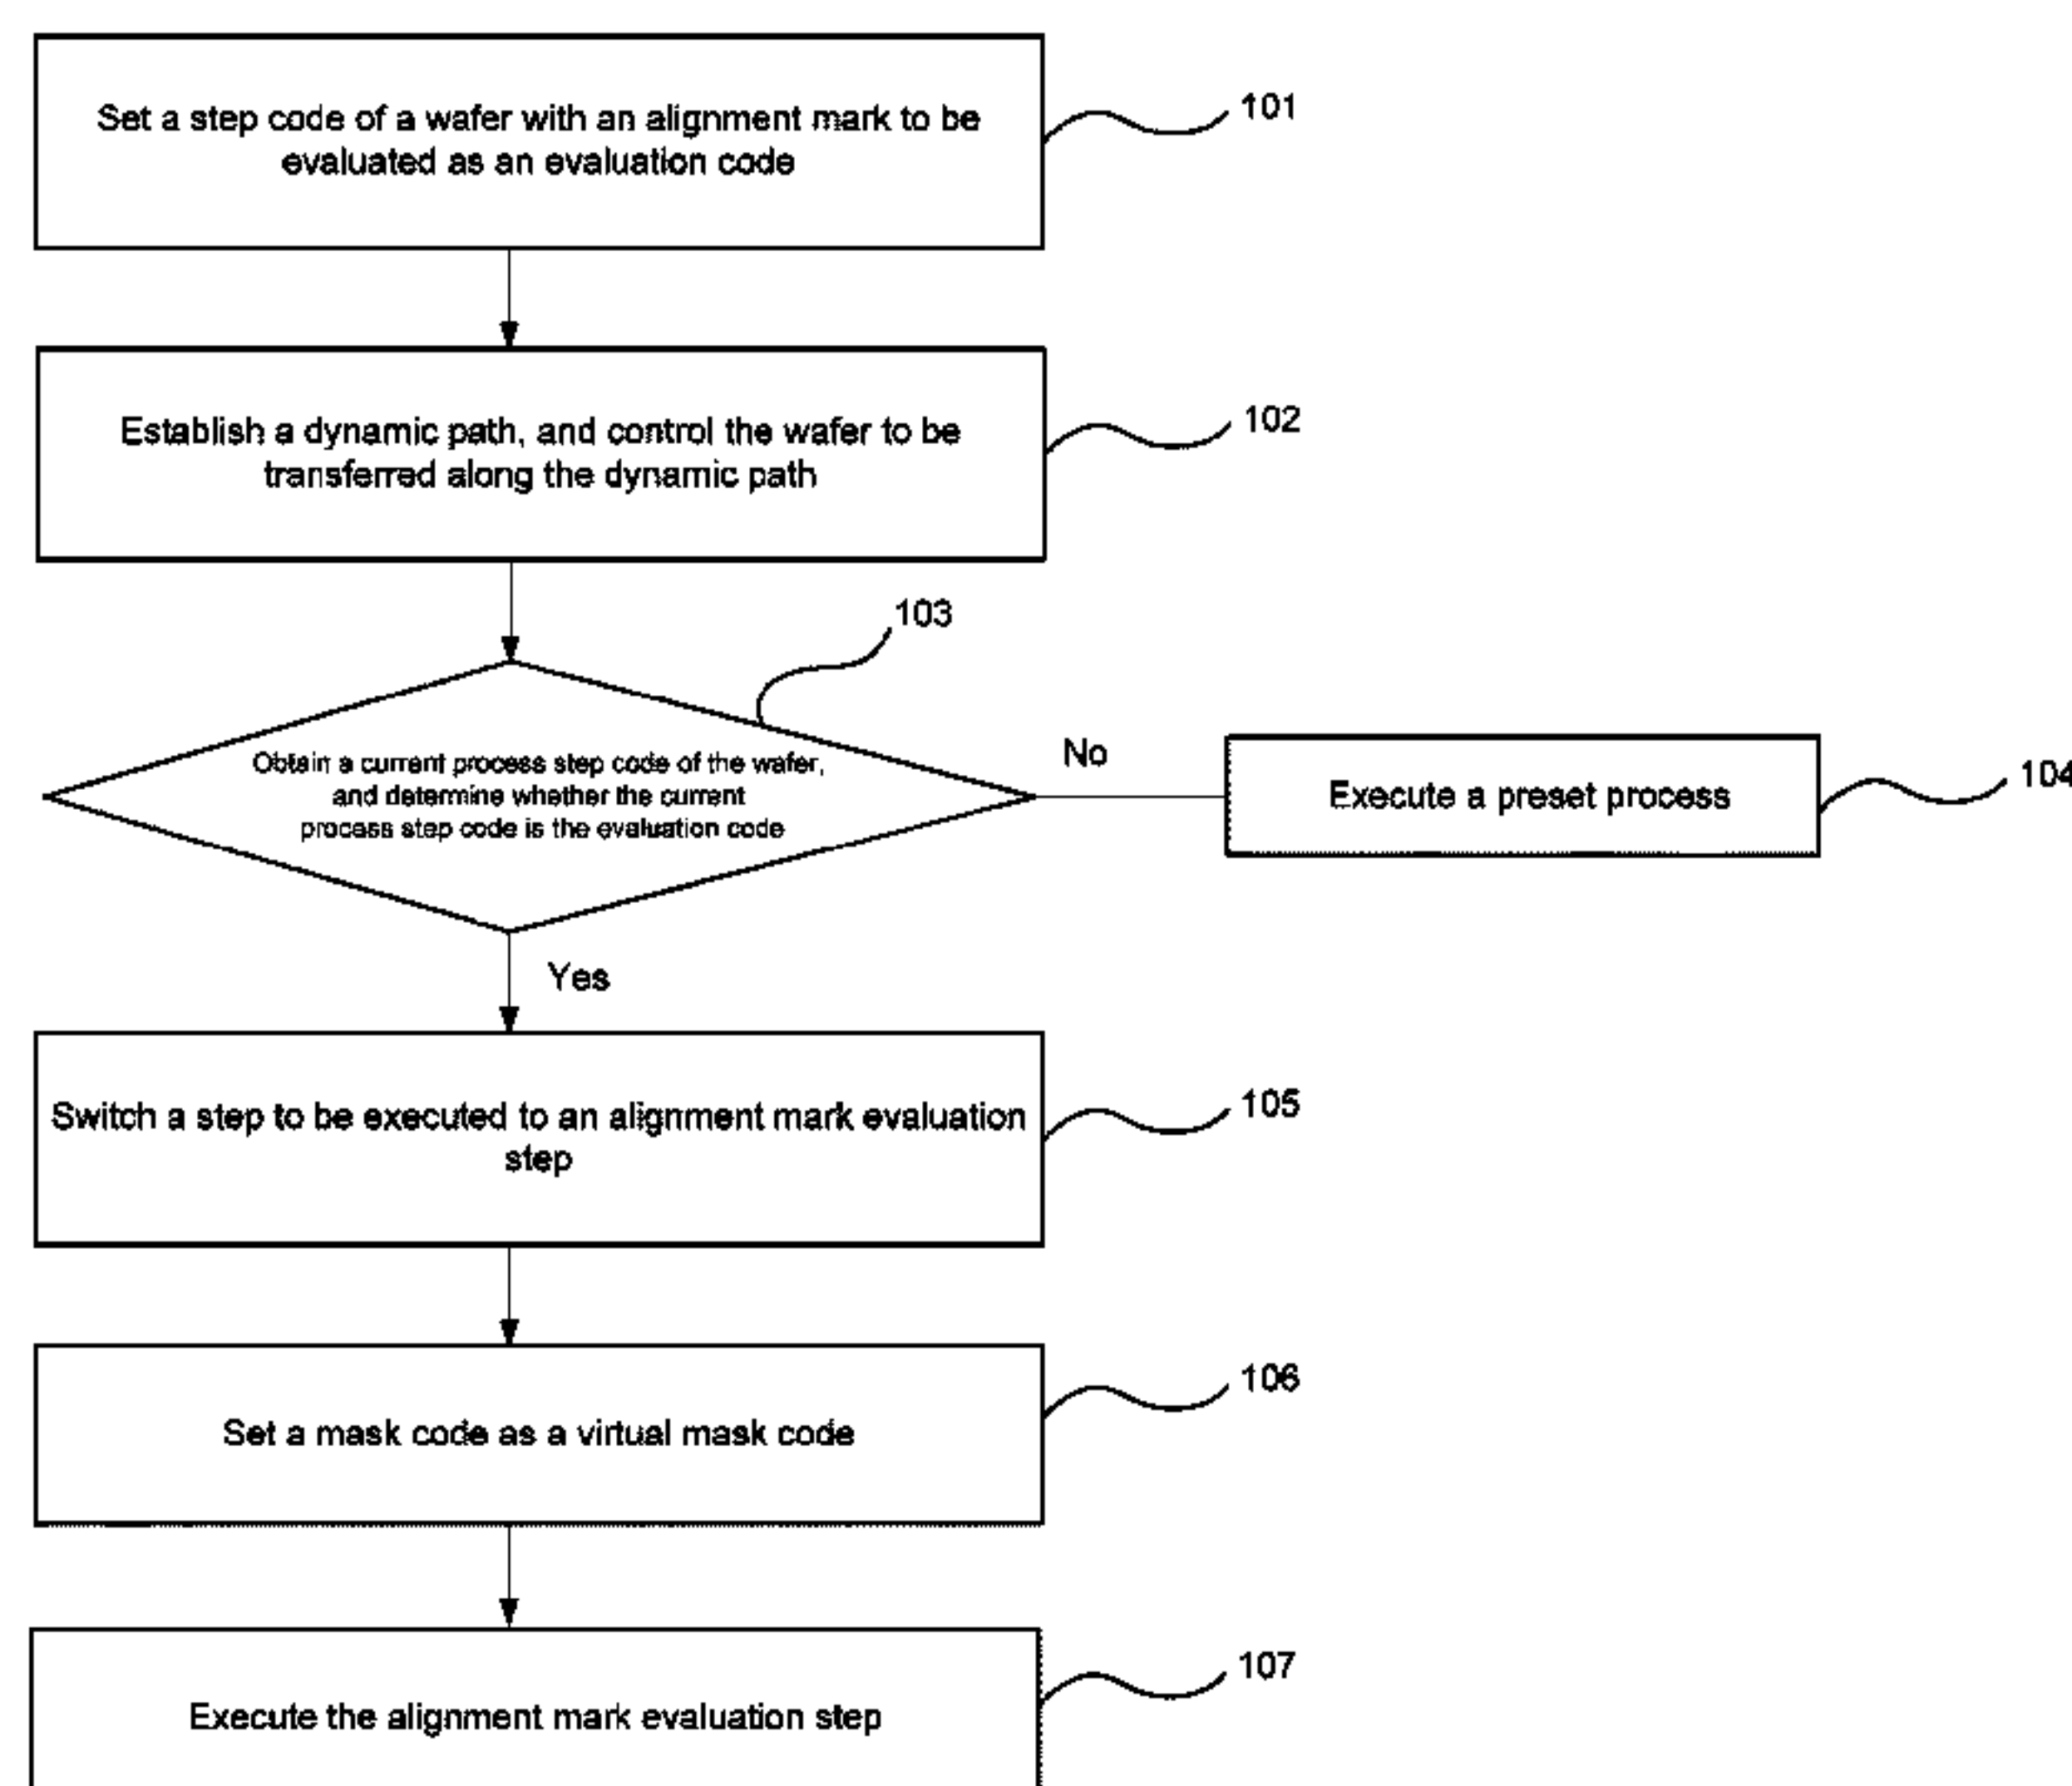 Set a step code of a wafer with an alignment mark to be
evaluated as an evaluation code
101
Establish a dynamic path, and control the wafer to be
transferred along the dynamic path
102
103
Obtain a current process step code of the wafer,
and determine whether the current
process step code is the evaluation code
No
Execute a preset process
104
Yes
Switch a step to be executed to an alignment mark evaluation
step
105
Set a mask code as a virtual mask code
106
Execute the alignment mark evaluation step
107